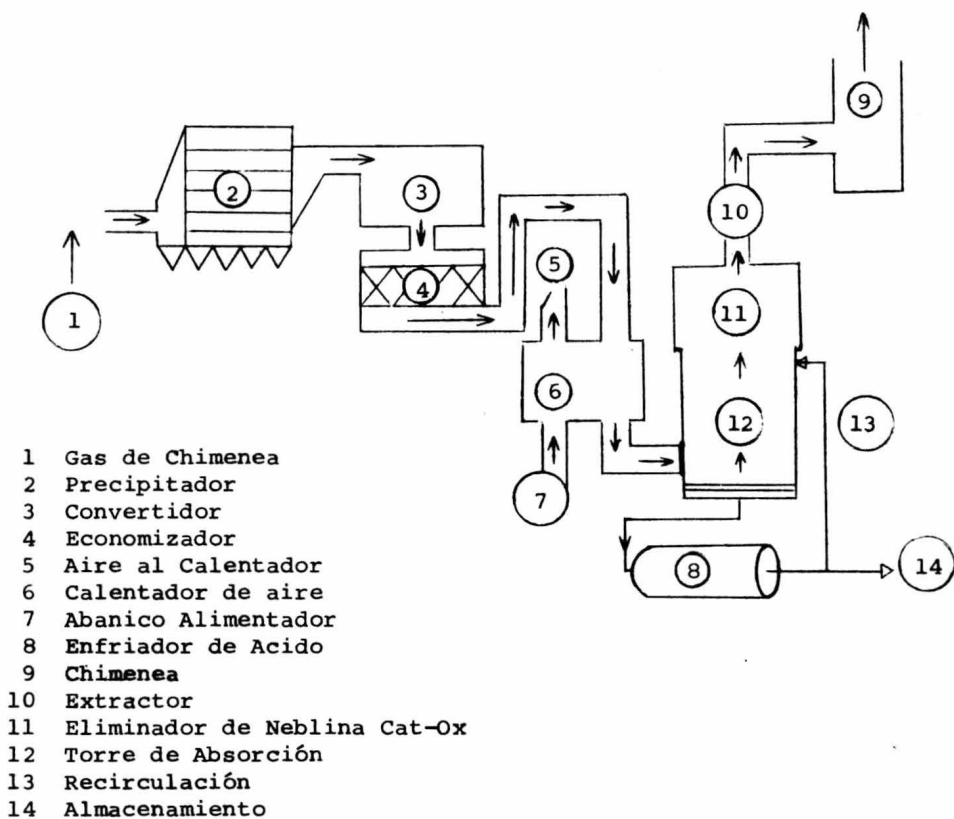 9
3
2
10
5
4
11
1
6
12
13
7
8
14
1 Gas de Chimenea
2 Precipitador
3 Convertidor
4 Economizador
5 Aire al Calentador
6 Calentador de aire
7 Abanico Alimentador
8 Enfriador de Acido
9 Chimenea
10 Extractor
11 Eliminador de Neblina Cat-Ox
12 Torre de Absorción
13 Recirculación
14 Almacenamiento